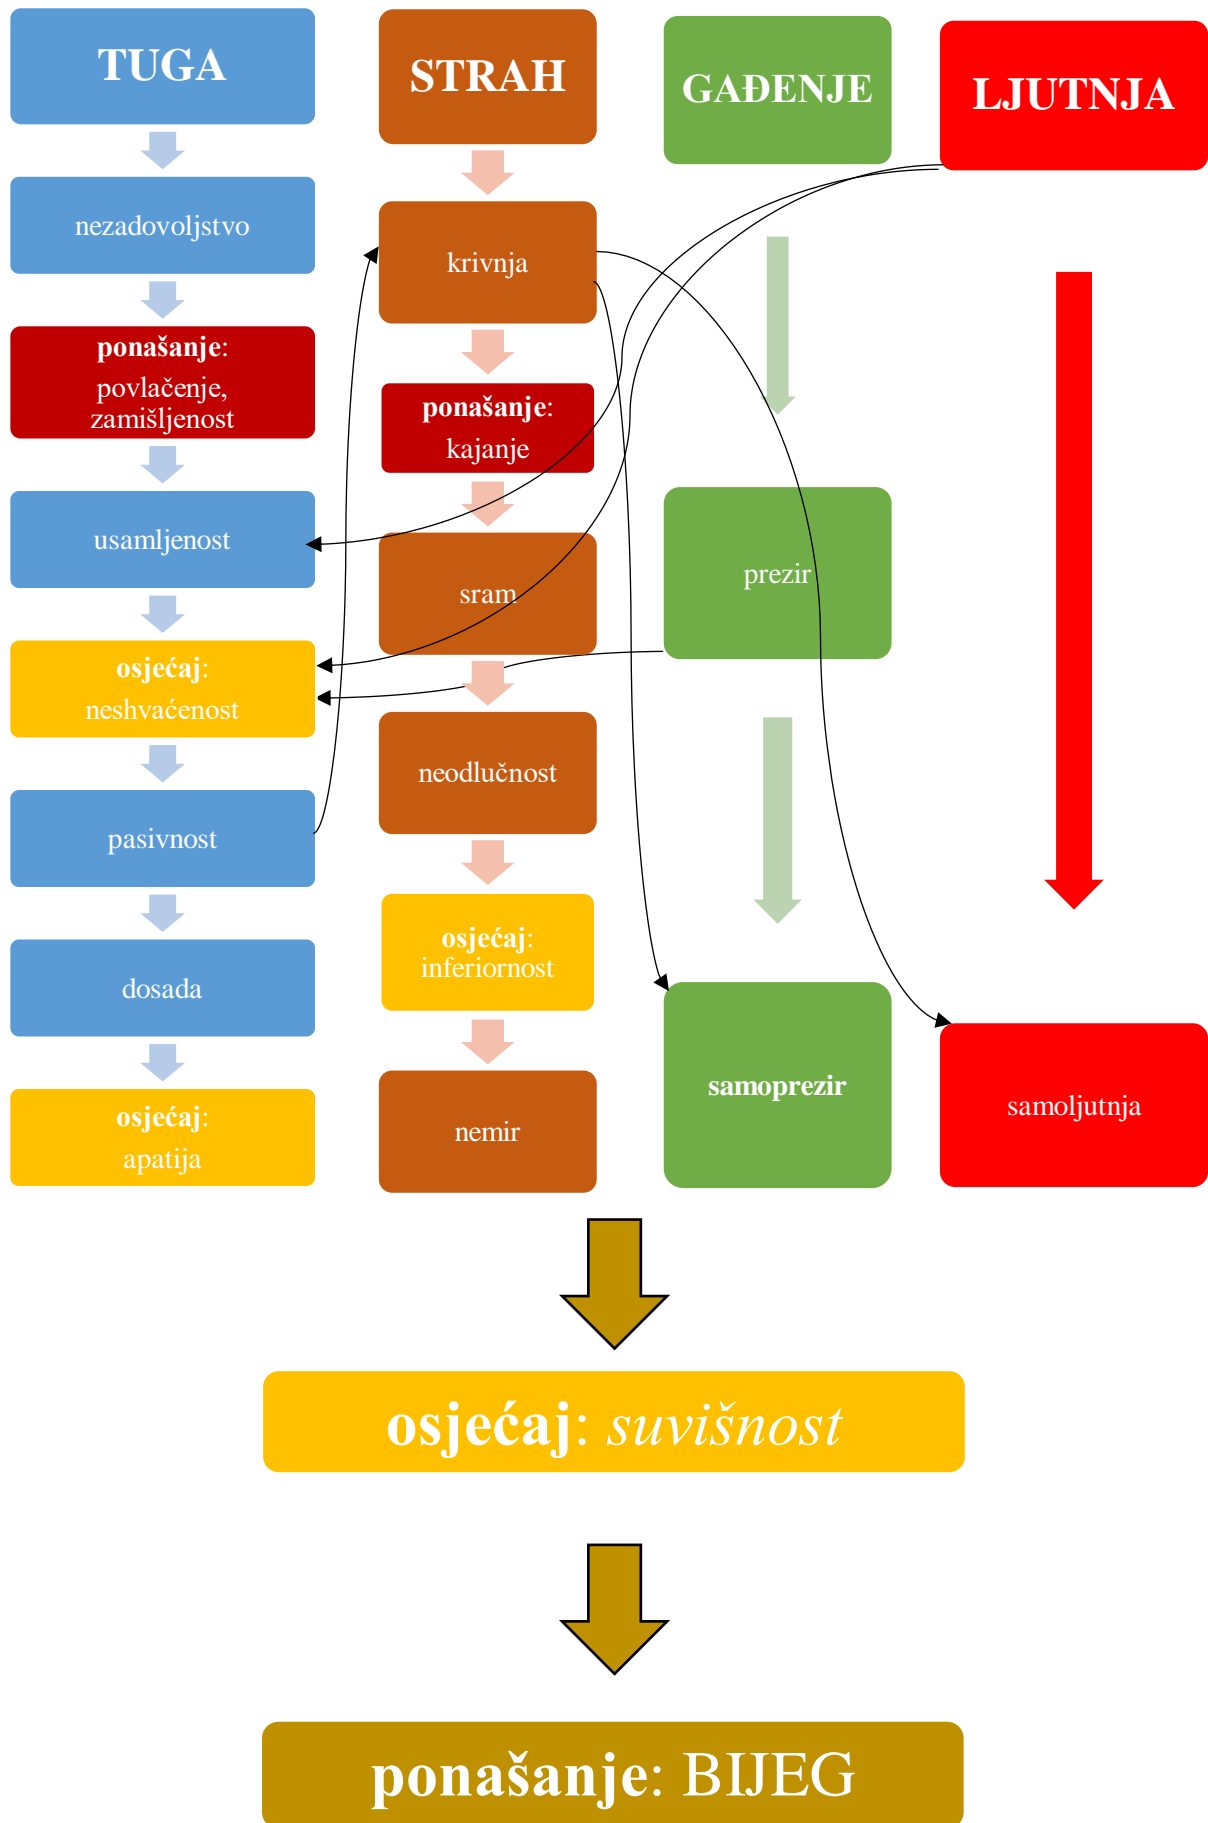 TUGA
nezadovoljstvo
ponašanje:
povlačenje,
zamišljenost
usamljenost
osjećaj:
neshvaćenost
pasivnost
dosada
osjećaj:
apatija
STRAH
krivnja
ponašanje:
kajanje
sram
neodlučnost
osjećaj:
inferiornost
nemir
GAĐENJE
prezir
samoprezir
LJUTNJA
samoljutnja
osjećaj: suvišnost
ponašanje: BIJEG